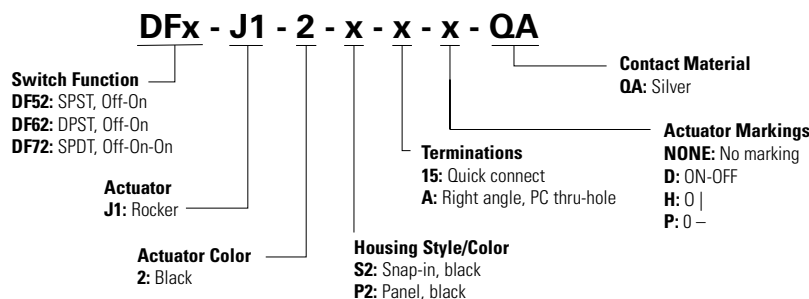 DFx - J1 - 2 - x - x - x - QA
Switch Function
DF52: SPST, Off-On
DF62: DPST, Off-On
DF72: SPDT, Off-On-On
Actuator
J1: Rocker
Actuator Color
2: Black
Housing Style/Color
S2: Snap-in, black
P2: Panel, black
Terminations
15: Quick connect
A: Right angle, PC thru-hole
Actuator Markings
NONE: No marking
D: ON-OFF
H: O |
P: 0 –
Contact Material
QA: Silver